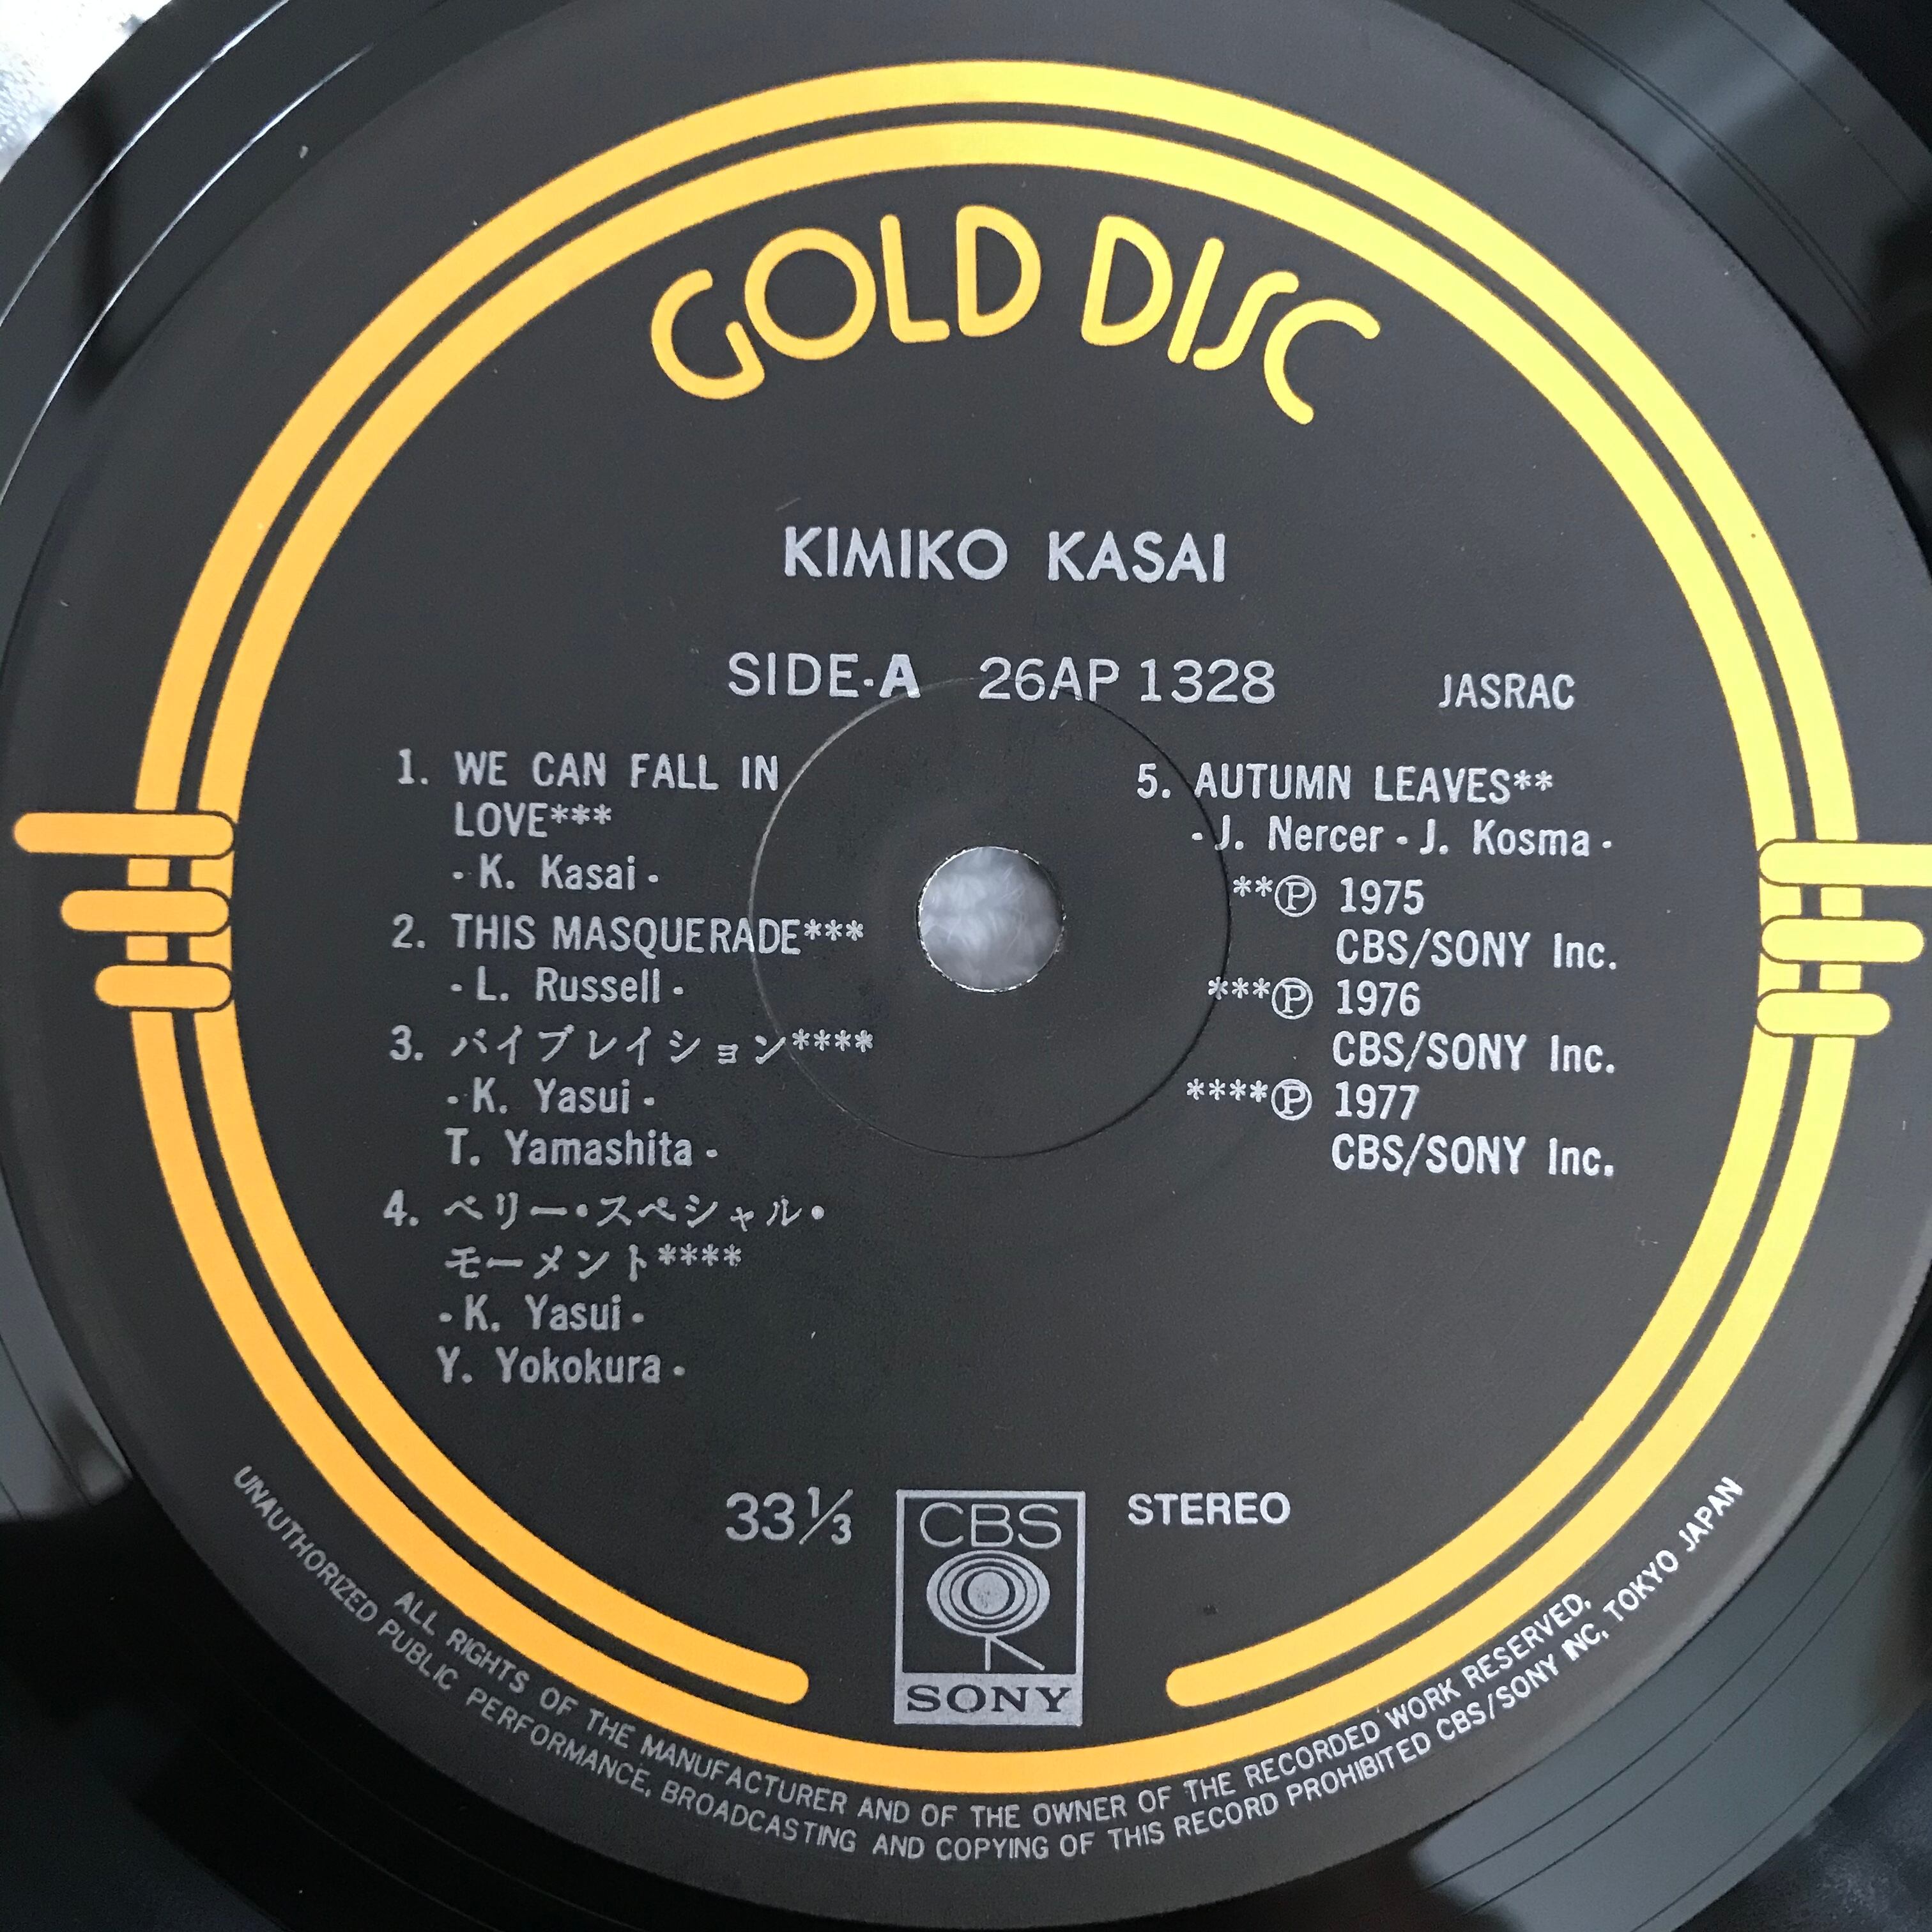 GOLD DISC
KIMIKO KASAI
SIDE-A 26AP 1328 JASRAC
1. WE CAN FALL IN
LOVE***
- K. Kasai -
2. THIS MASQUERADE***
- L. Russell -
3. バイブレイション****
- K. Yasui -
T. Yamashita -
4. ベリー・スペシャル・
モーメント****
- K. Yasui -
Y. Yokokura -
5. AUTUMN LEAVES**
- J. Nercer - J. Kosma -
**Ⓟ 1975
CBS/SONY Inc.
***Ⓟ 1976
CBS/SONY Inc.
****Ⓟ 1977
CBS/SONY Inc.
33⅓ CBS STEREO
SONY
ALL RIGHTS OF THE MANUFACTURER AND OF THE OWNER OF THE RECORDED WORK RESERVED,
UNAUTHORIZED PUBLIC PERFORMANCE, BROADCASTING AND COPYING OF THIS RECORD PROHIBITED CBS/SONY INC, TOKYO JAPAN